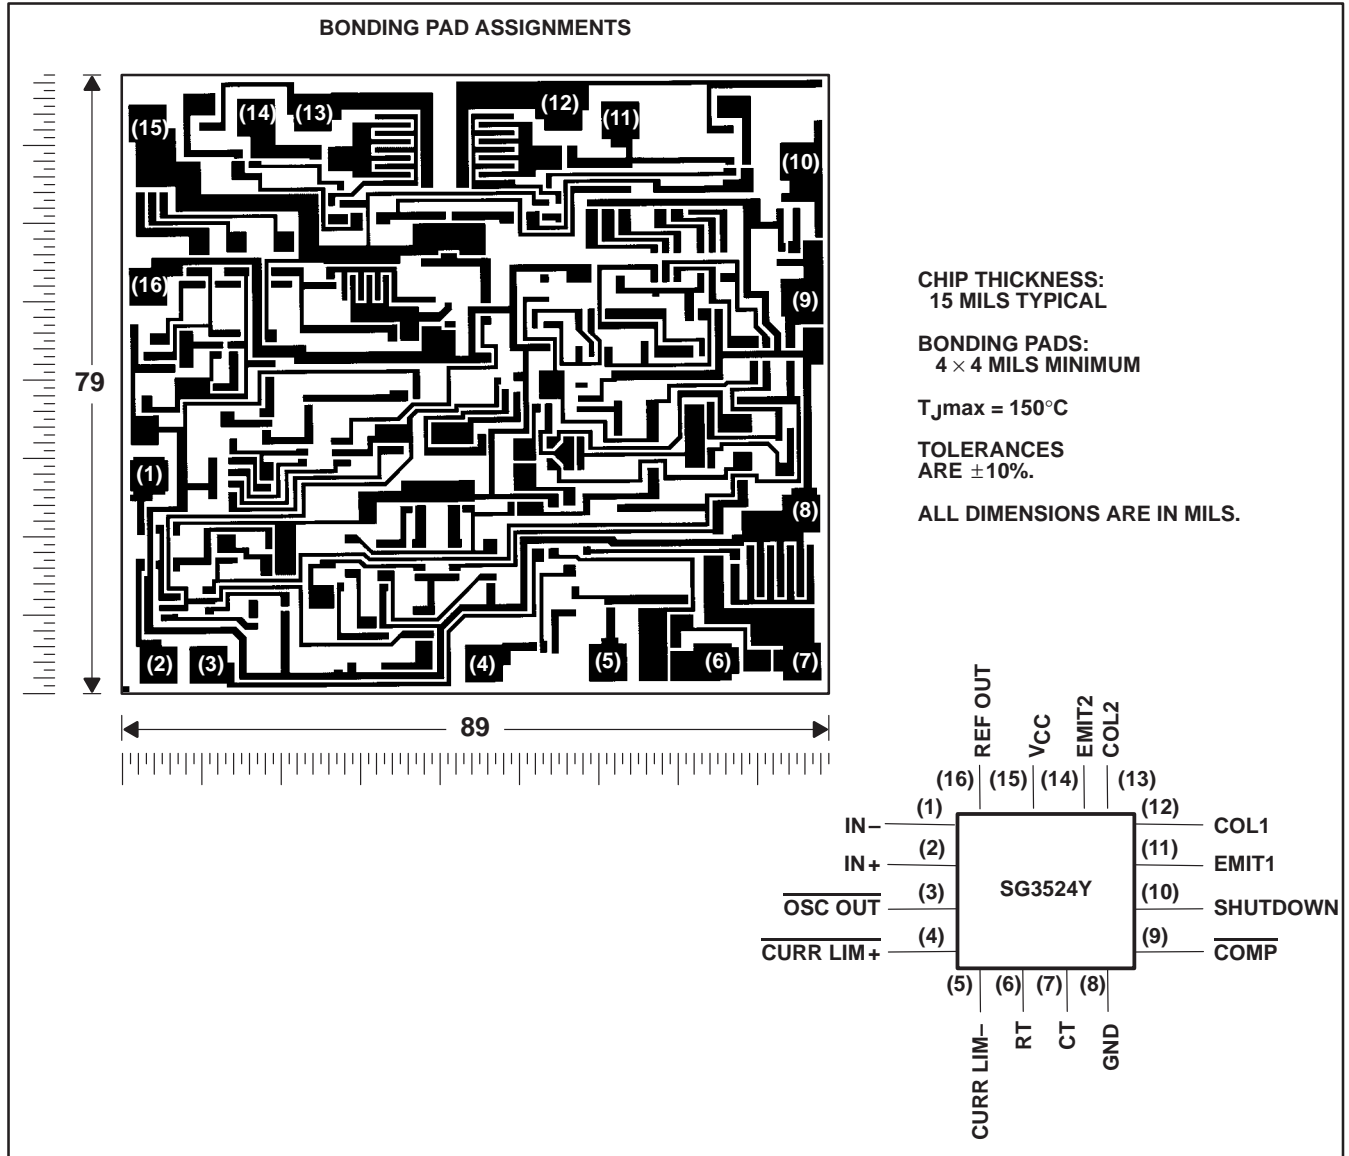 BONDING PAD ASSIGNMENTS
(15)
(14)
(13)
(12)
(11)
(10)
(16)
(9)
(1)
(8)
(2)
(3)
(4)
(5)
(6)
(7)
79
89
CHIP THICKNESS:
15 MILS TYPICAL
BONDING PADS:
4 × 4 MILS MINIMUM
TJmax = 150°C
TOLERANCES
ARE ±10%.
ALL DIMENSIONS ARE IN MILS.
REF OUT
VCC
EMIT2
COL2
(16)
(15)
(14)
(13)
IN−
(1)
(12)
COL1
IN+
(2)
(11)
EMIT1
SG3524Y
OSC OUT
(3)
(10)
SHUTDOWN
CURR LIM+
(4)
(9)
COMP
(5)
(6)
(7)
(8)
CURR LIM−
RT
CT
GND